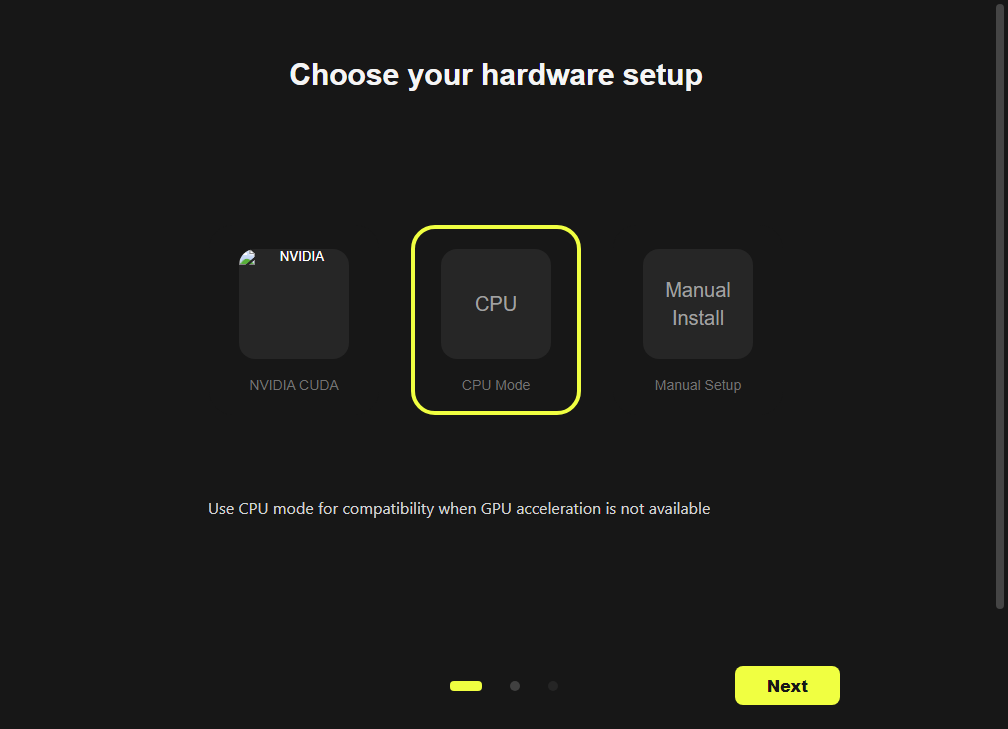 Choose your hardware setup
NVIDIA
CPU
Manual
Install
NVIDIA CUDA
CPU Mode
Manual Setup
Use CPU mode for compatibility when GPU acceleration is not available
Next